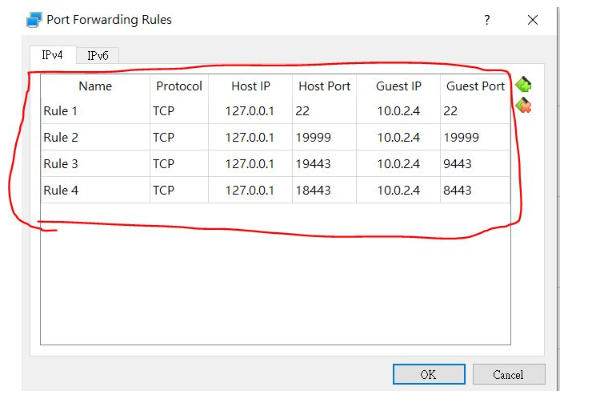 Port Forwarding Rules
? ×
IPv4 IPv6
Name Protocol Host IP Host Port Guest IP Guest Port
Rule 1 TCP 127.0.0.1 22 10.0.2.4 22
Rule 2 TCP 127.0.0.1 19999 10.0.2.4 19999
Rule 3 TCP 127.0.0.1 19443 10.0.2.4 9443
Rule 4 TCP 127.0.0.1 18443 10.0.2.4 8443
OK Cancel